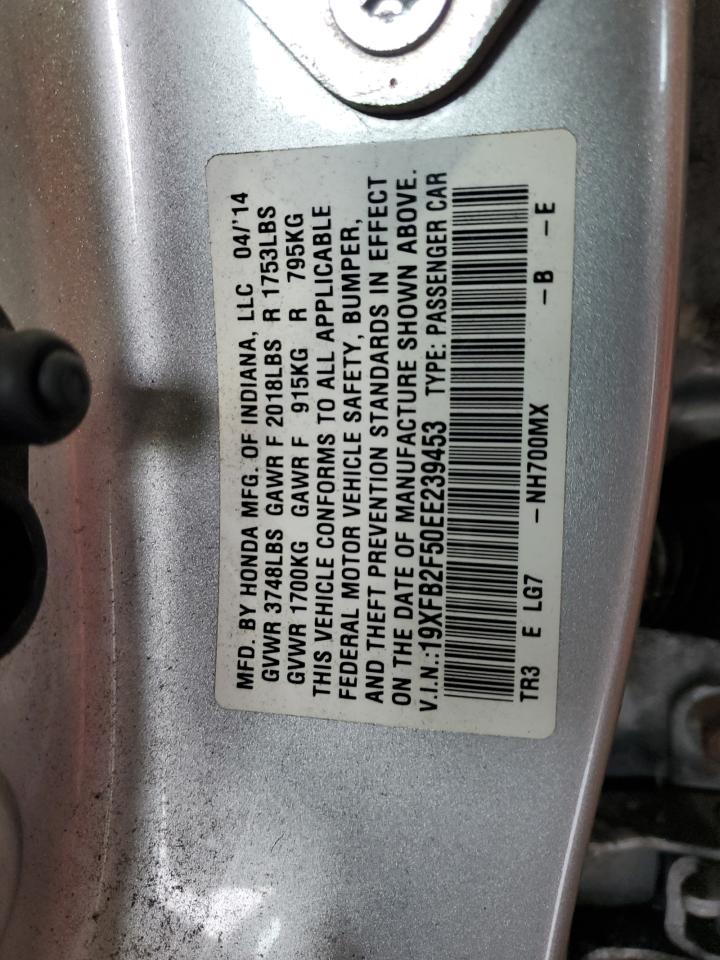 MFD. BY HONDA MFG. OF INDIANA, LLC 04/'14
GVWR 3748LBS GAWR F 2018LBS R 1753LBS
GVWR 1700KG GAWR F 915KG R 795KG
THIS VEHICLE CONFORMS TO ALL APPLICABLE
FEDERAL MOTOR VEHICLE SAFETY, BUMPER,
AND THEFT PREVENTION STANDARDS IN EFFECT
ON THE DATE OF MANUFACTURE SHOWN ABOVE.
V.I.N.:19XFB2F50EE239453 TYPE: PASSENGER CAR
TR3 E LG7 -NH700MX -B -E